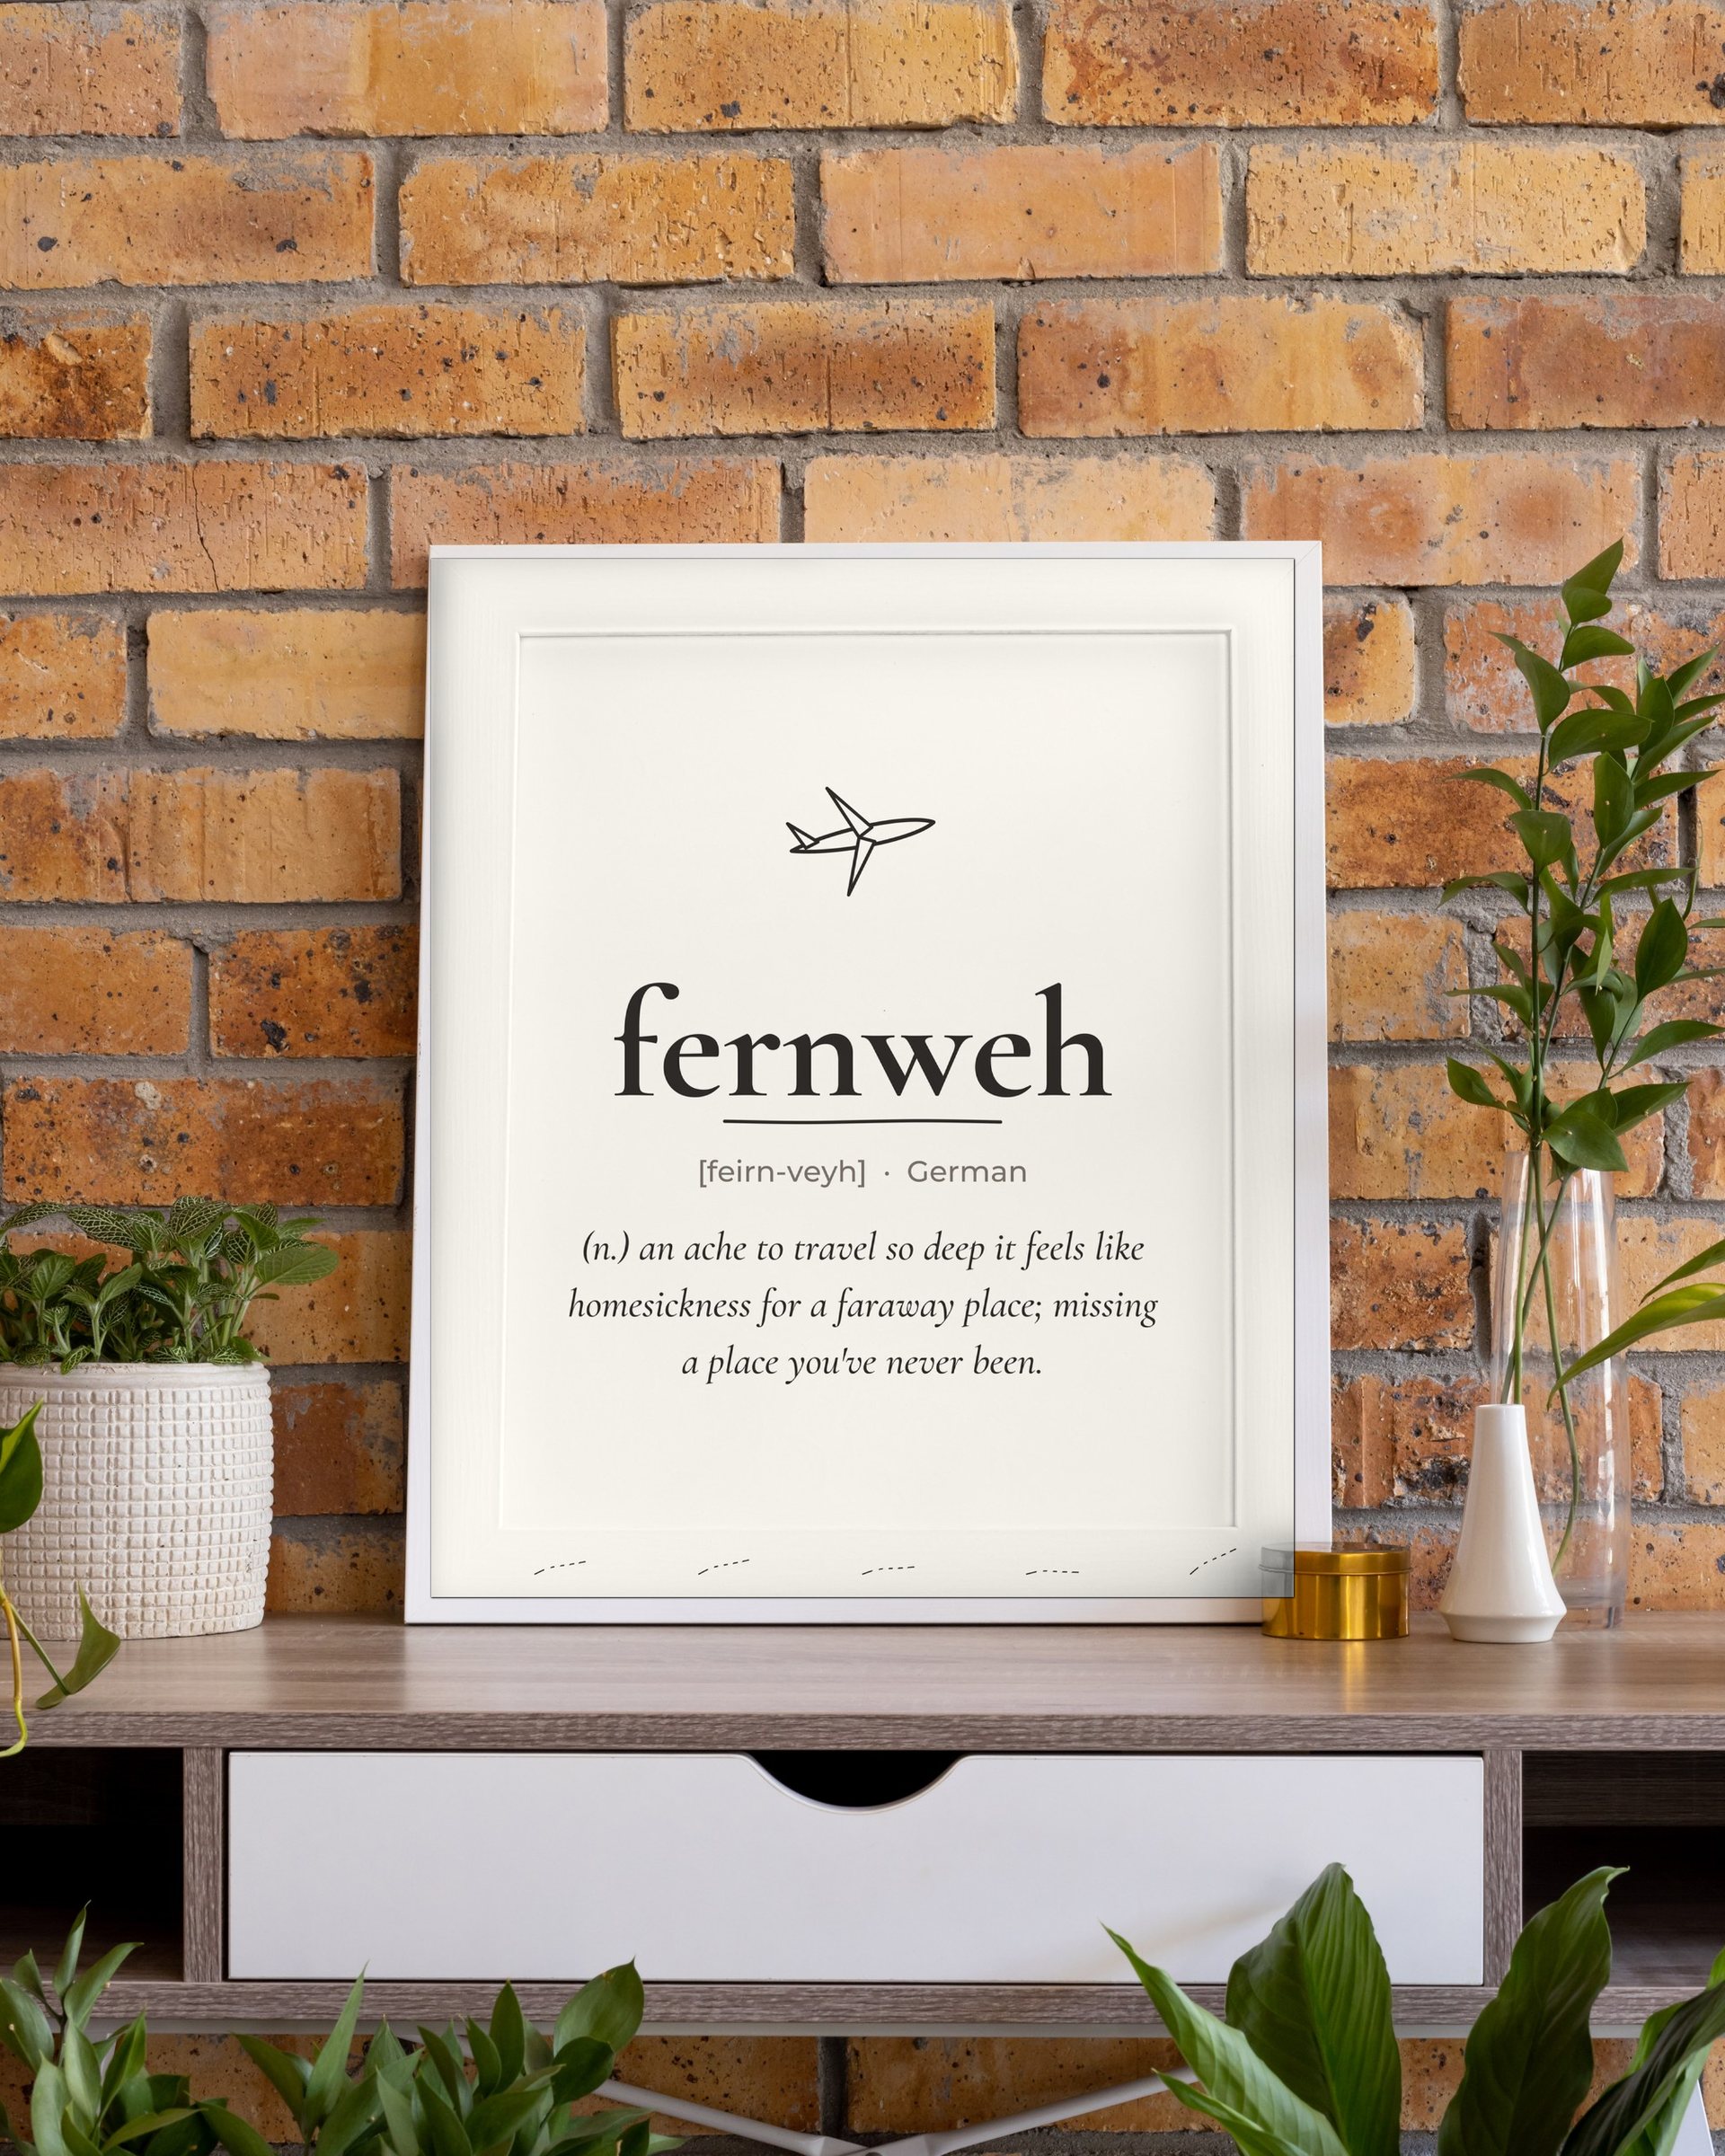 fernweh
[feirn-veyh] · German
(n.) an ache to travel so deep it feels like
homesickness for a faraway place; missing
a place you've never been.